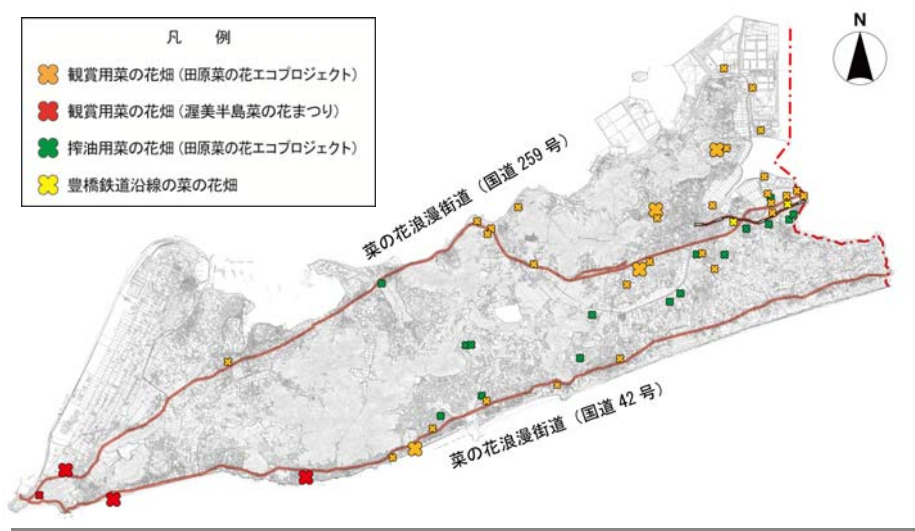 凡 例
観賞用菜の花畑（田原菜の花エコプロジェクト）
観賞用菜の花畑（渥美半島菜の花まつり）
搾油用菜の花畑（田原菜の花エコプロジェクト）
豊橋鉄道沿線の菜の花畑
N
菜の花浪漫街道（国道 259 号）
菜の花浪漫街道（国道 42 号）